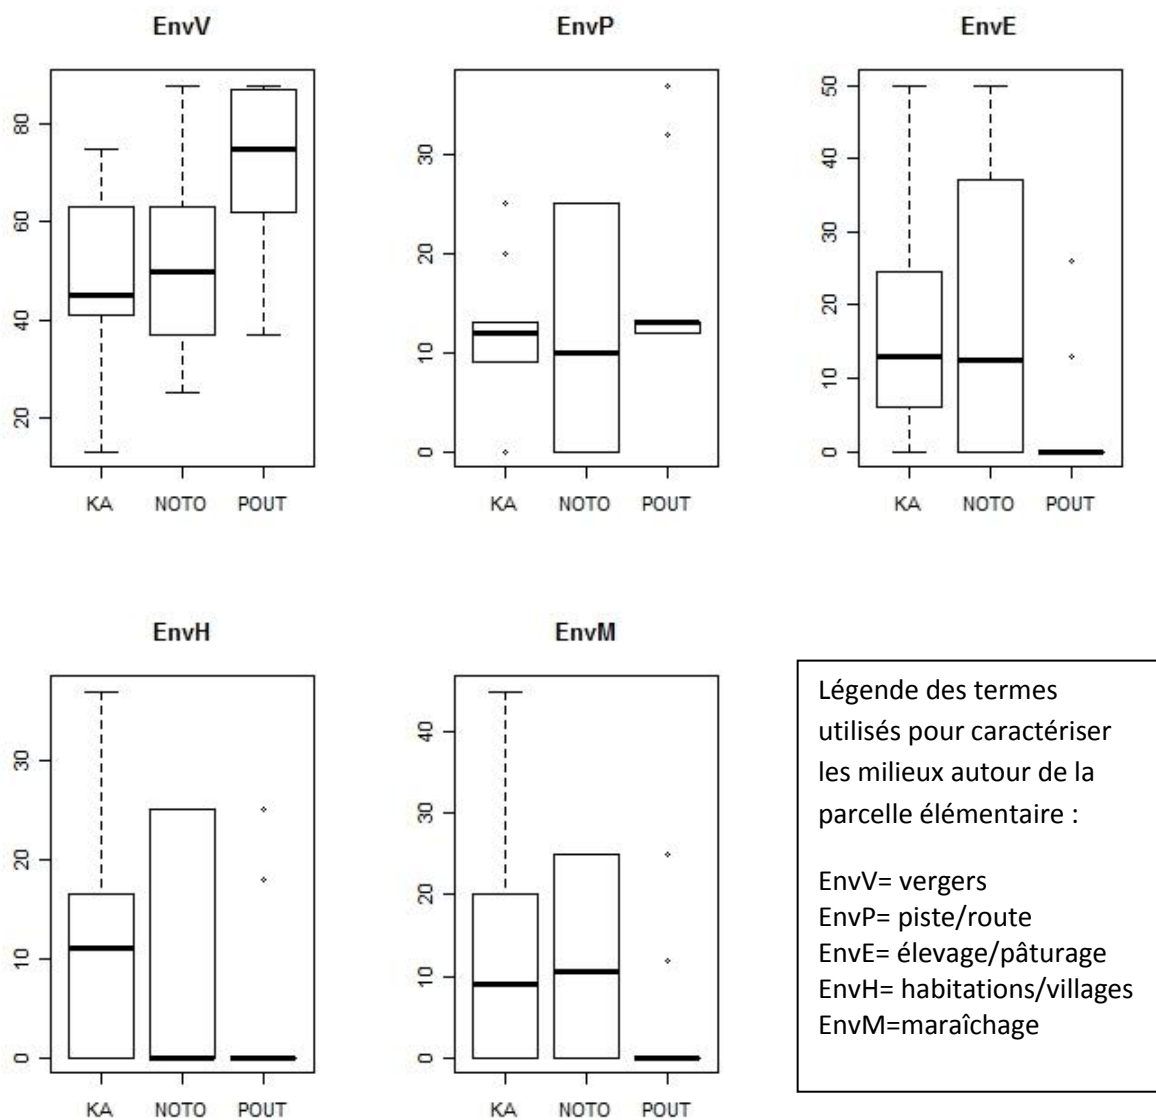 EnvV
80
60
40
20
KA NOTO POUT
EnvP
30
20
10
0
KA NOTO POUT
EnvE
50
40
30
20
10
0
KA NOTO POUT
EnvH
30
20
10
0
KA NOTO POUT
EnvM
40
30
20
10
0
KA NOTO POUT
Légende des termes
utilisés pour caractériser
les milieux autour de la
parcelle élémentaire :
EnvV= vergers
EnvP= piste/route
EnvE= élevage/pâturage
EnvH= habitations/villages
EnvM=maraîchage